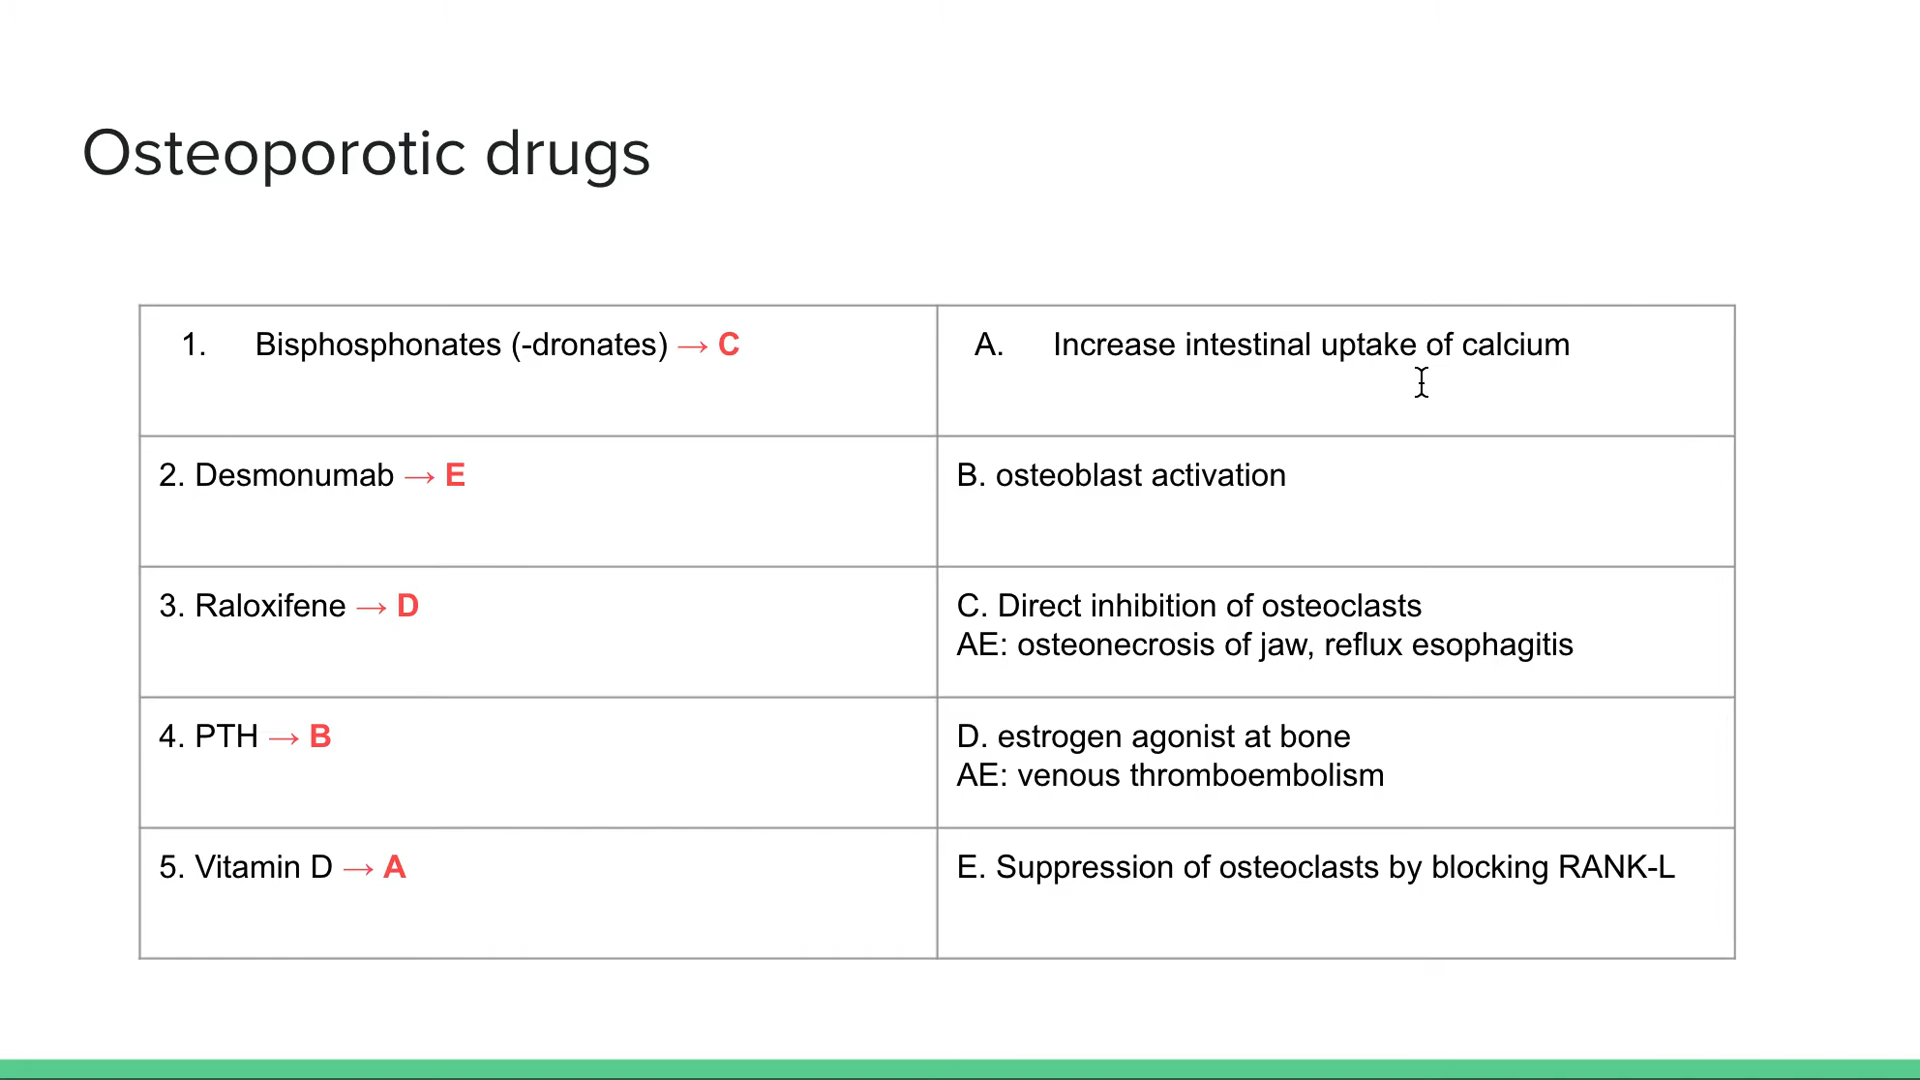 Osteoporotic drugs
1. Bisphosphonates (-dronates) → C
A. Increase intestinal uptake of calcium
2. Desmonumab → E
B. osteoblast activation
3. Raloxifene → D
C. Direct inhibition of osteoclasts
AE: osteonecrosis of jaw, reflux esophagitis
4. PTH → B
D. estrogen agonist at bone
AE: venous thromboembolism
5. Vitamin D → A
E. Suppression of osteoclasts by blocking RANK-L